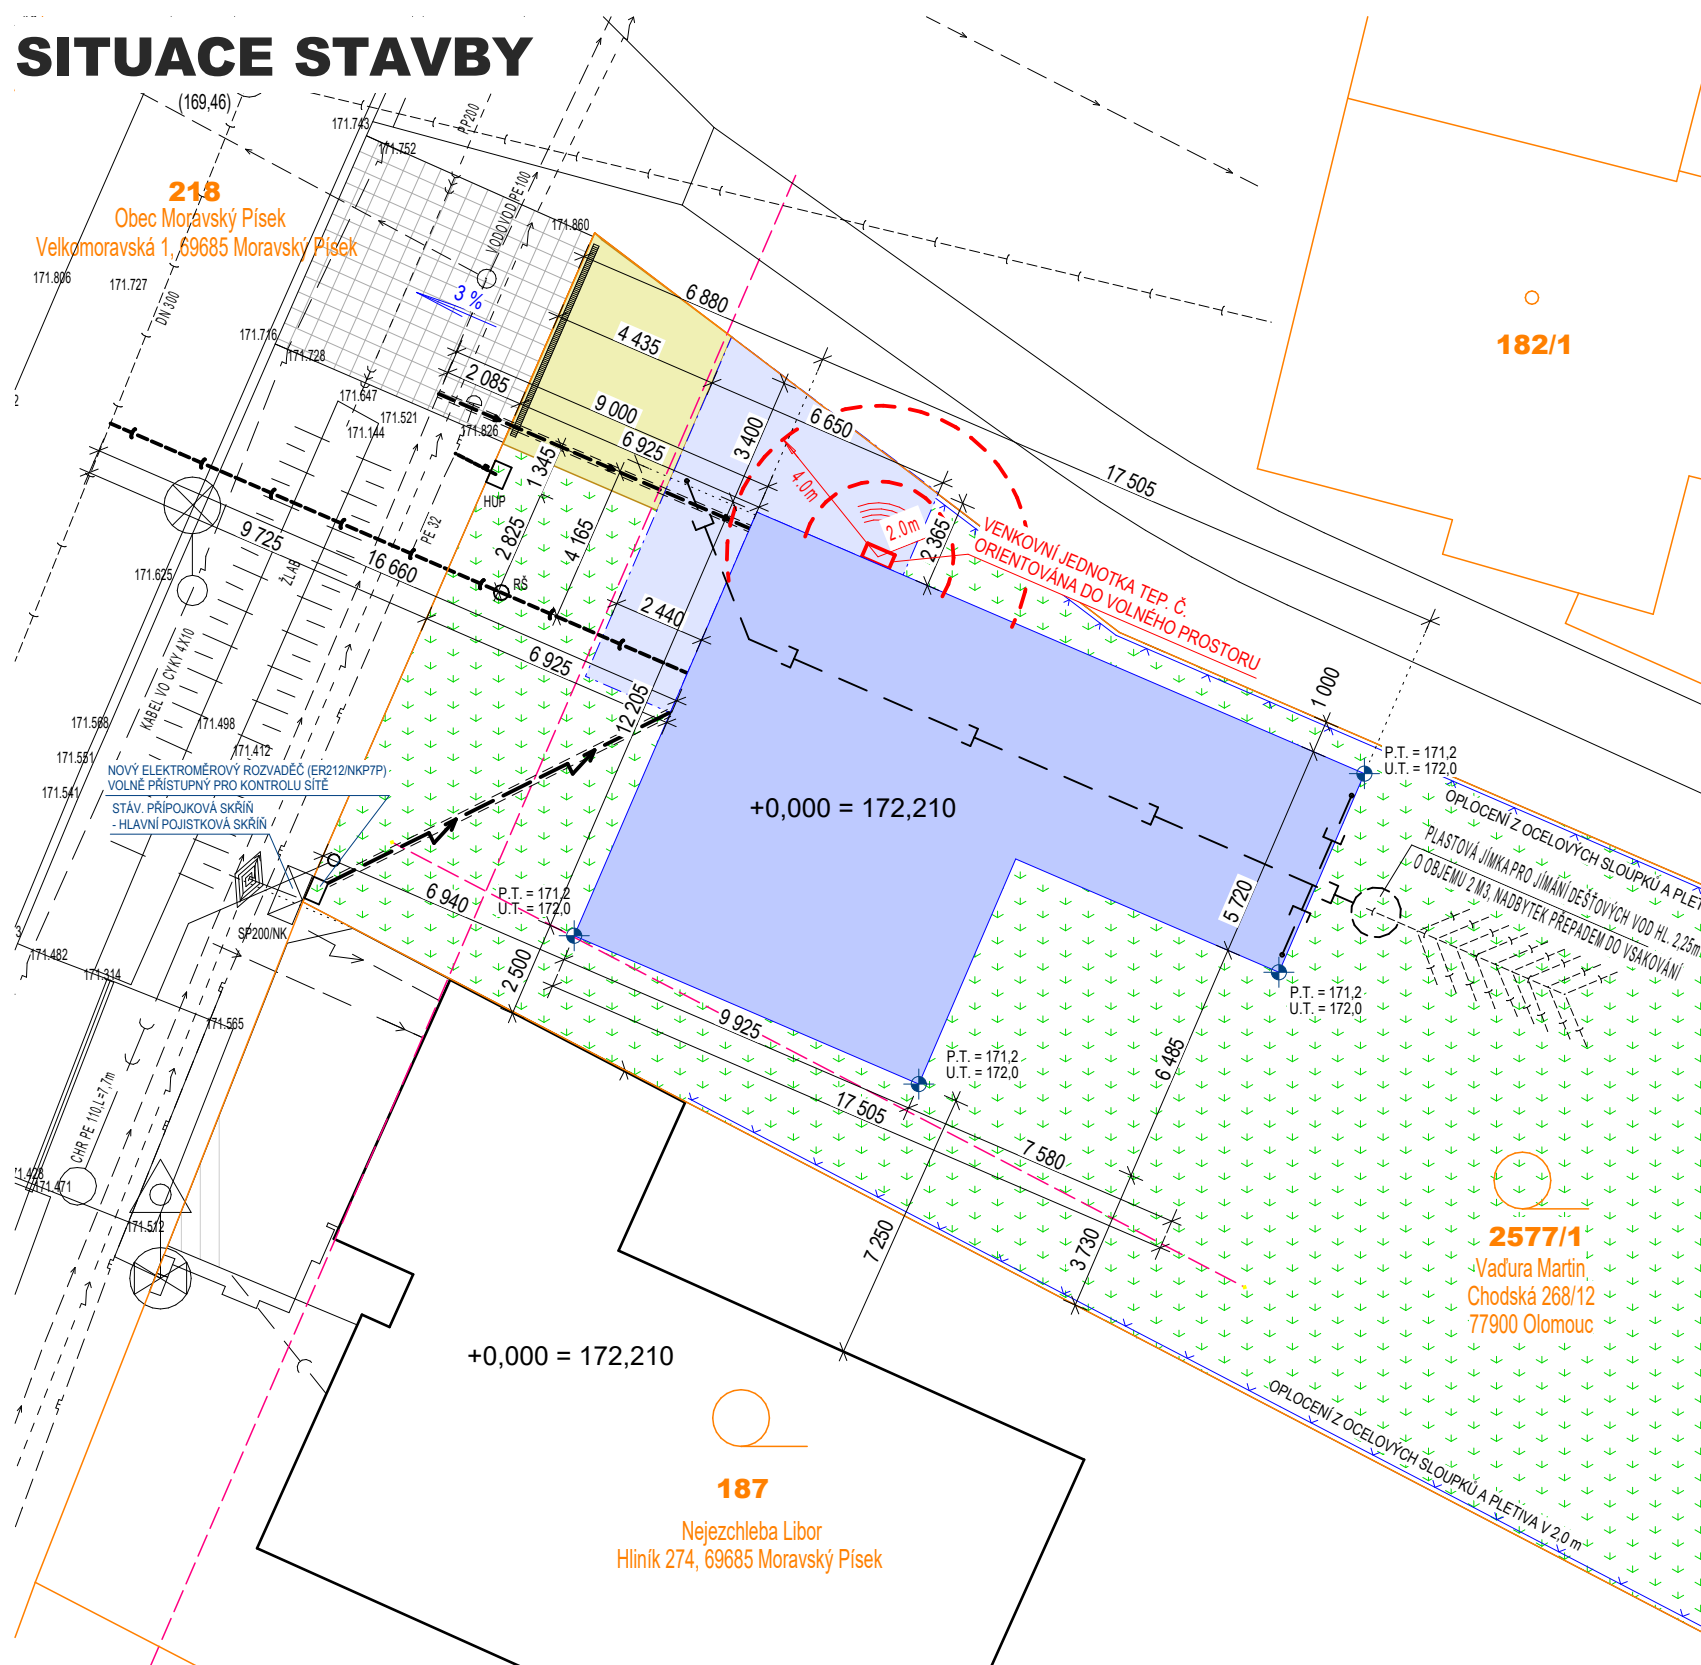 SITUACE STAVBY
(169,46)
171.743
171.752
PP200
218
Obec Moravský Písek
Velkomoravská 1, 69685 Moravský Písek
VODOVOD PE100
171.860
171.806
171.727
DN 300
3 %
6 880
4 435
182/1
171.716
171.728
2 085
171.647
171.521
171.144
171.826
9 000
6 925
3 400
6 650
17 505
HUP
1 345
4.0m
2.0m
2 365
9 725
16 660
PE 32
2 825
4 165
RŠ
VENKOVNÍ JEDNOTKA TEP. Č.
ORIENTOVÁNA DO VOLNÉHO PROSTORU
171.625
ŽLAB
2 440
6 925
12 205
KABEL VO CYKY 4X10
1 000
171.568
171.498
171.551
171.412
171.541
P.T. = 171,2
U.T. = 172,0
NOVÝ ELEKTROMĚROVÝ ROZVADĚČ (ER212/NKP7P)
VOLNĚ PŘÍSTUPNÝ PRO KONTROLU SÍTĚ
STÁV. PŘÍPOJKOVÁ SKŘÍŇ
- HLAVNÍ POJISTKOVÁ SKŘÍŇ
+0,000 = 172,210
OPLOCENÍ Z OCELOVÝCH SLOUPKŮ A PLET
PLASTOVÁ JÍMKA PRO JÍMÁNÍ DEŠŤOVÝCH VOD HL. 2,25m
O OBJEMU 2 M3, NADBYTEK PŘEPADEM DO VSAKOVÁNÍ
6 940
P.T. = 171,2
U.T. = 172,0
5 720
SP200/NK
171.482
171.314
2 500
P.T. = 171,2
U.T. = 172,0
171.565
9 925
P.T. = 171,2
U.T. = 172,0
6 485
CHR PE 110,L=7,7m
17 505
7 580
171.471
171.512
7 250
3 730
2577/1
Vaďura Martin
Chodská 268/12
77900 Olomouc
+0,000 = 172,210
OPLOCENÍ Z OCELOVÝCH SLOUPKŮ A PLETIVA V 2,0 m
187
Nejezchleba Libor
Hliník 274, 69685 Moravský Písek